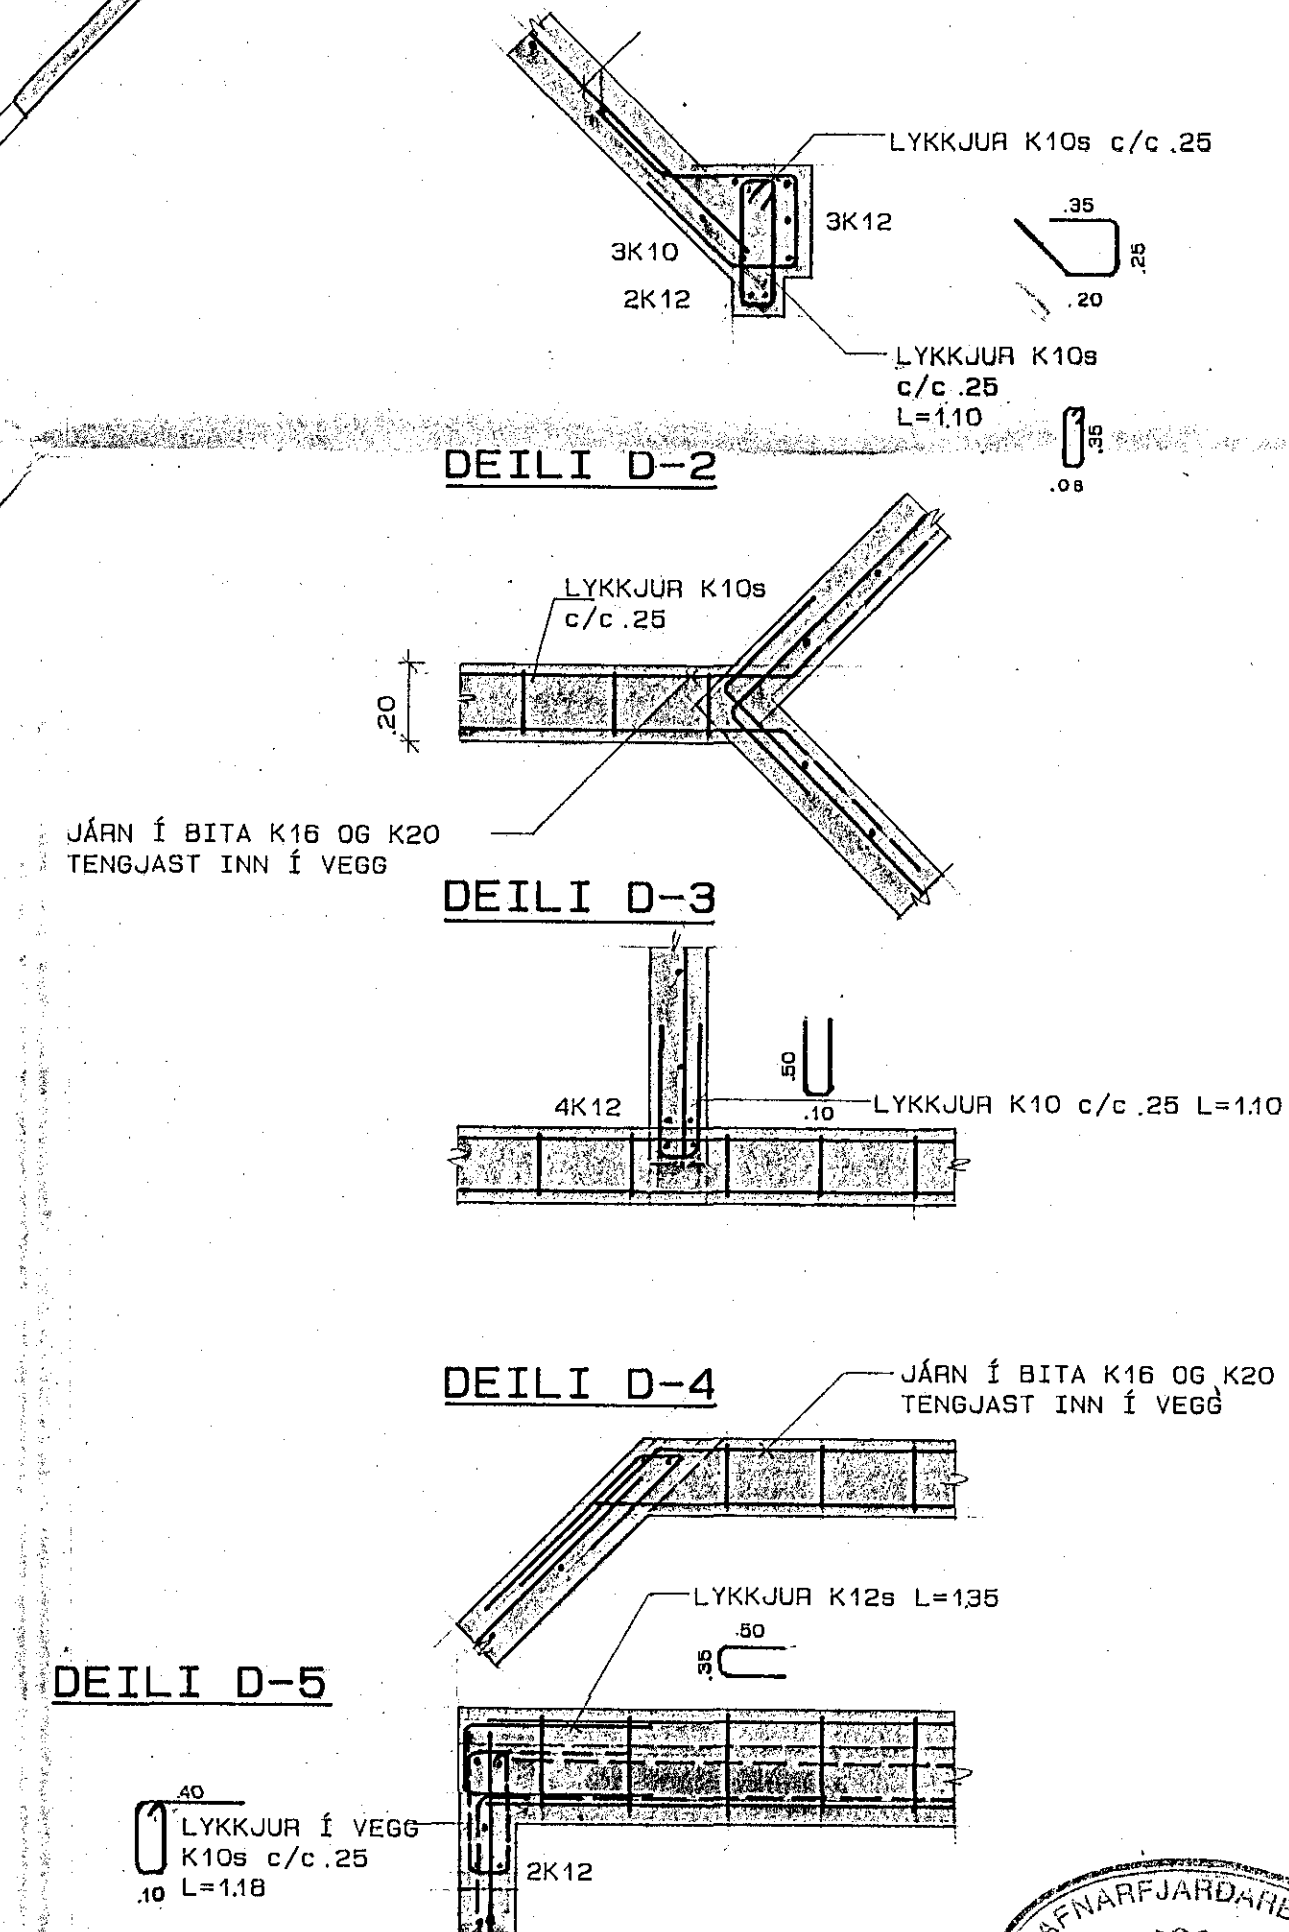 LYKKJUR K10s c/c .25
3K12
3K10
2K12
.35
.25
.20
LYKKJUR K10s
c/c .25
L=1.10
.35
.08
DEILI D-2
LYKKJUR K10s
c/c .25
.20
JÁRN Í BITA K16 OG K20
TENGJAST INN Í VEGG
DEILI D-3
.50
.10
4K12
LYKKJUR K10 c/c .25 L=1.10
DEILI D-4
JÁRN Í BITA K16 OG K20
TENGJAST INN Í VEGG
LYKKJUR K12s L=1.35
.50
.35
DEILI D-5
.40
LYKKJUR Í VEGG
K10s c/c .25
.10 L=1.18
2K12